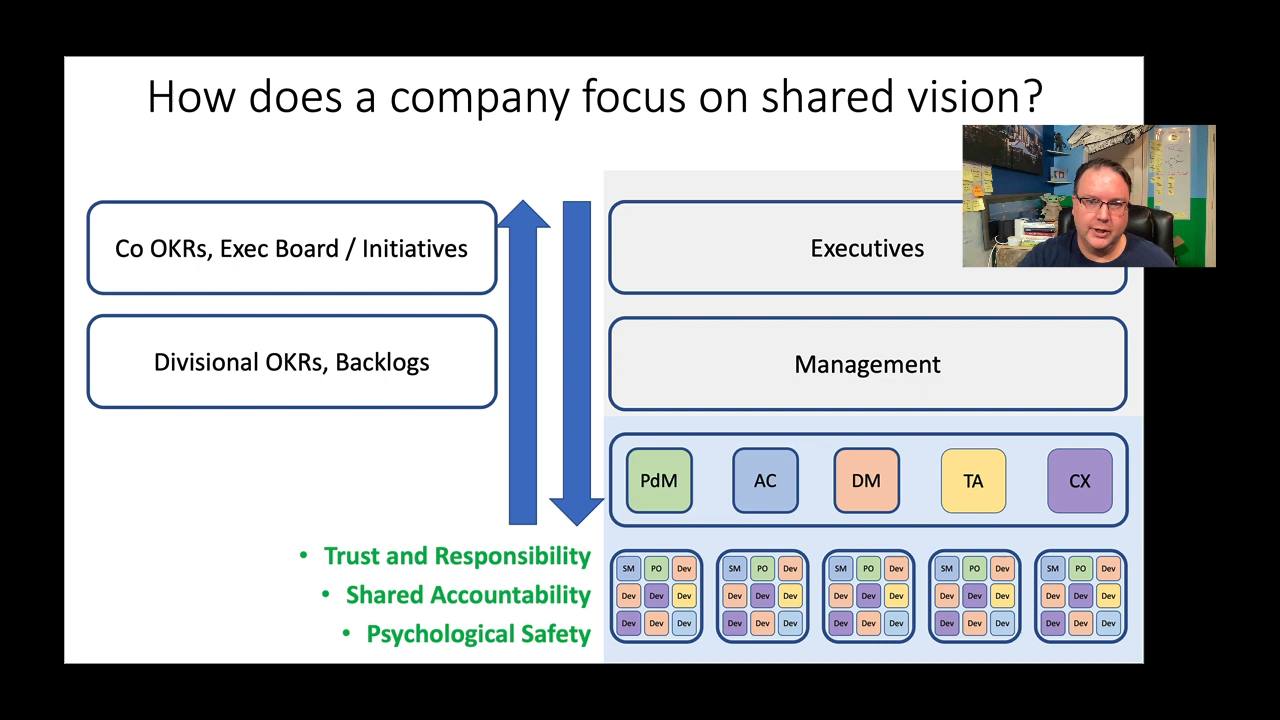 How does a company focus on shared vision?
Co OKRs, Exec Board / Initiatives
Executives
Divisional OKRs, Backlogs
Management
PdM AC DM TA CX
• Trust and Responsibility
• Shared Accountability
• Psychological Safety
SM PO Dev SM PO Dev SM PO Dev SM PO Dev SM PO Dev
Dev Dev Dev Dev Dev Dev Dev Dev Dev Dev Dev Dev Dev Dev Dev
Dev Dev Dev Dev Dev Dev Dev Dev Dev Dev Dev Dev Dev Dev Dev